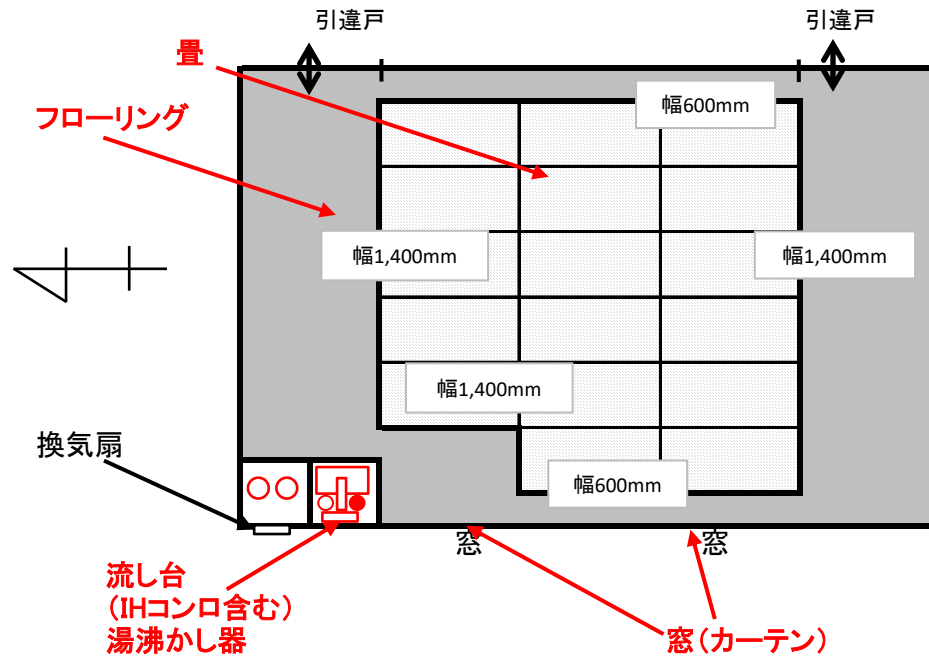 引違戸
引違戸
畳
幅600mm
フローリング
幅1,400mm
幅1,400mm
幅1,400mm
換気扇
幅600mm
窓
窓
流し台
（IHコンロ含む）
湯沸かし器
窓（カーテン）